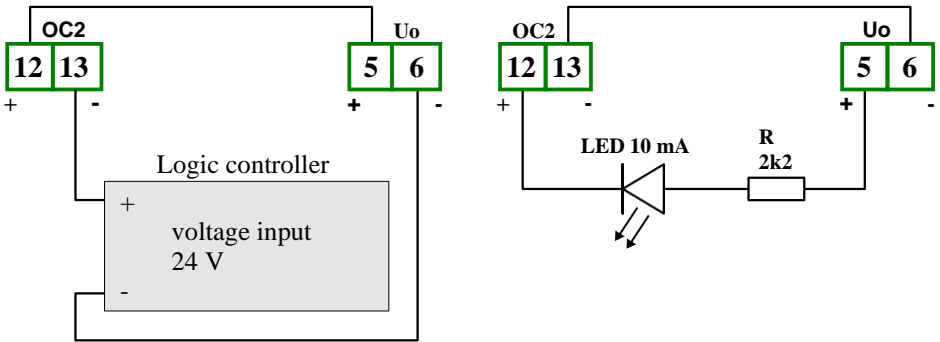 OC2
12 13
+ -
Uo
5 6
+ -
Logic controller
+
voltage input
24 V
-
OC2
12 13
+ -
Uo
5 6
+ -
LED 10 mA
R
2k2